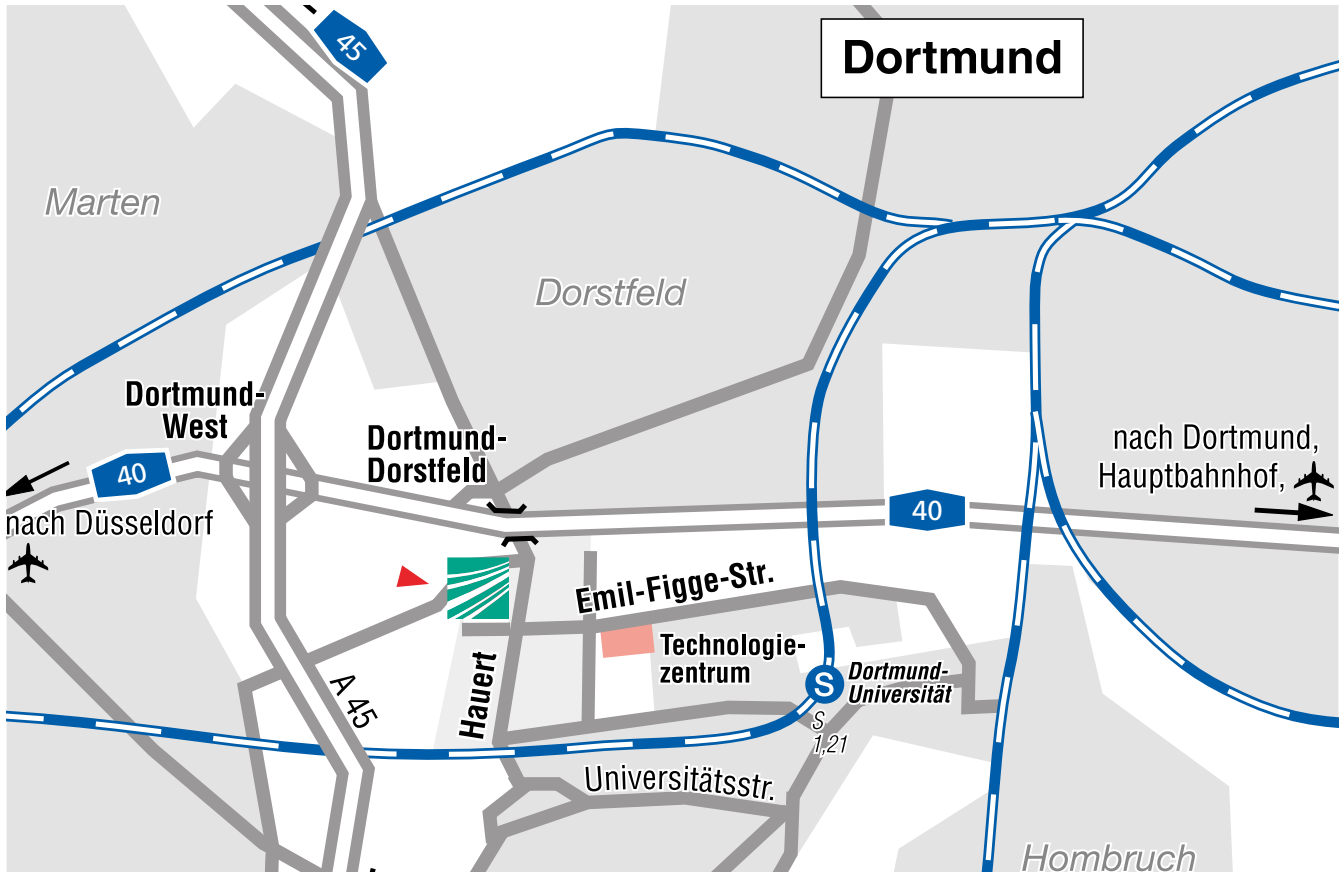 45
Dortmund
Marten
Dorstfeld
Dortmund-
West
Dortmund-
Dorstfeld
nach Dortmund,
Hauptbahnhof,
40
40
nach Düsseldorf
Emil-Figge-Str.
Technologie-
zentrum
Dortmund-
Universität
S
Hauert
A 45
S
1,21
Universitätsstr.
Hombruch